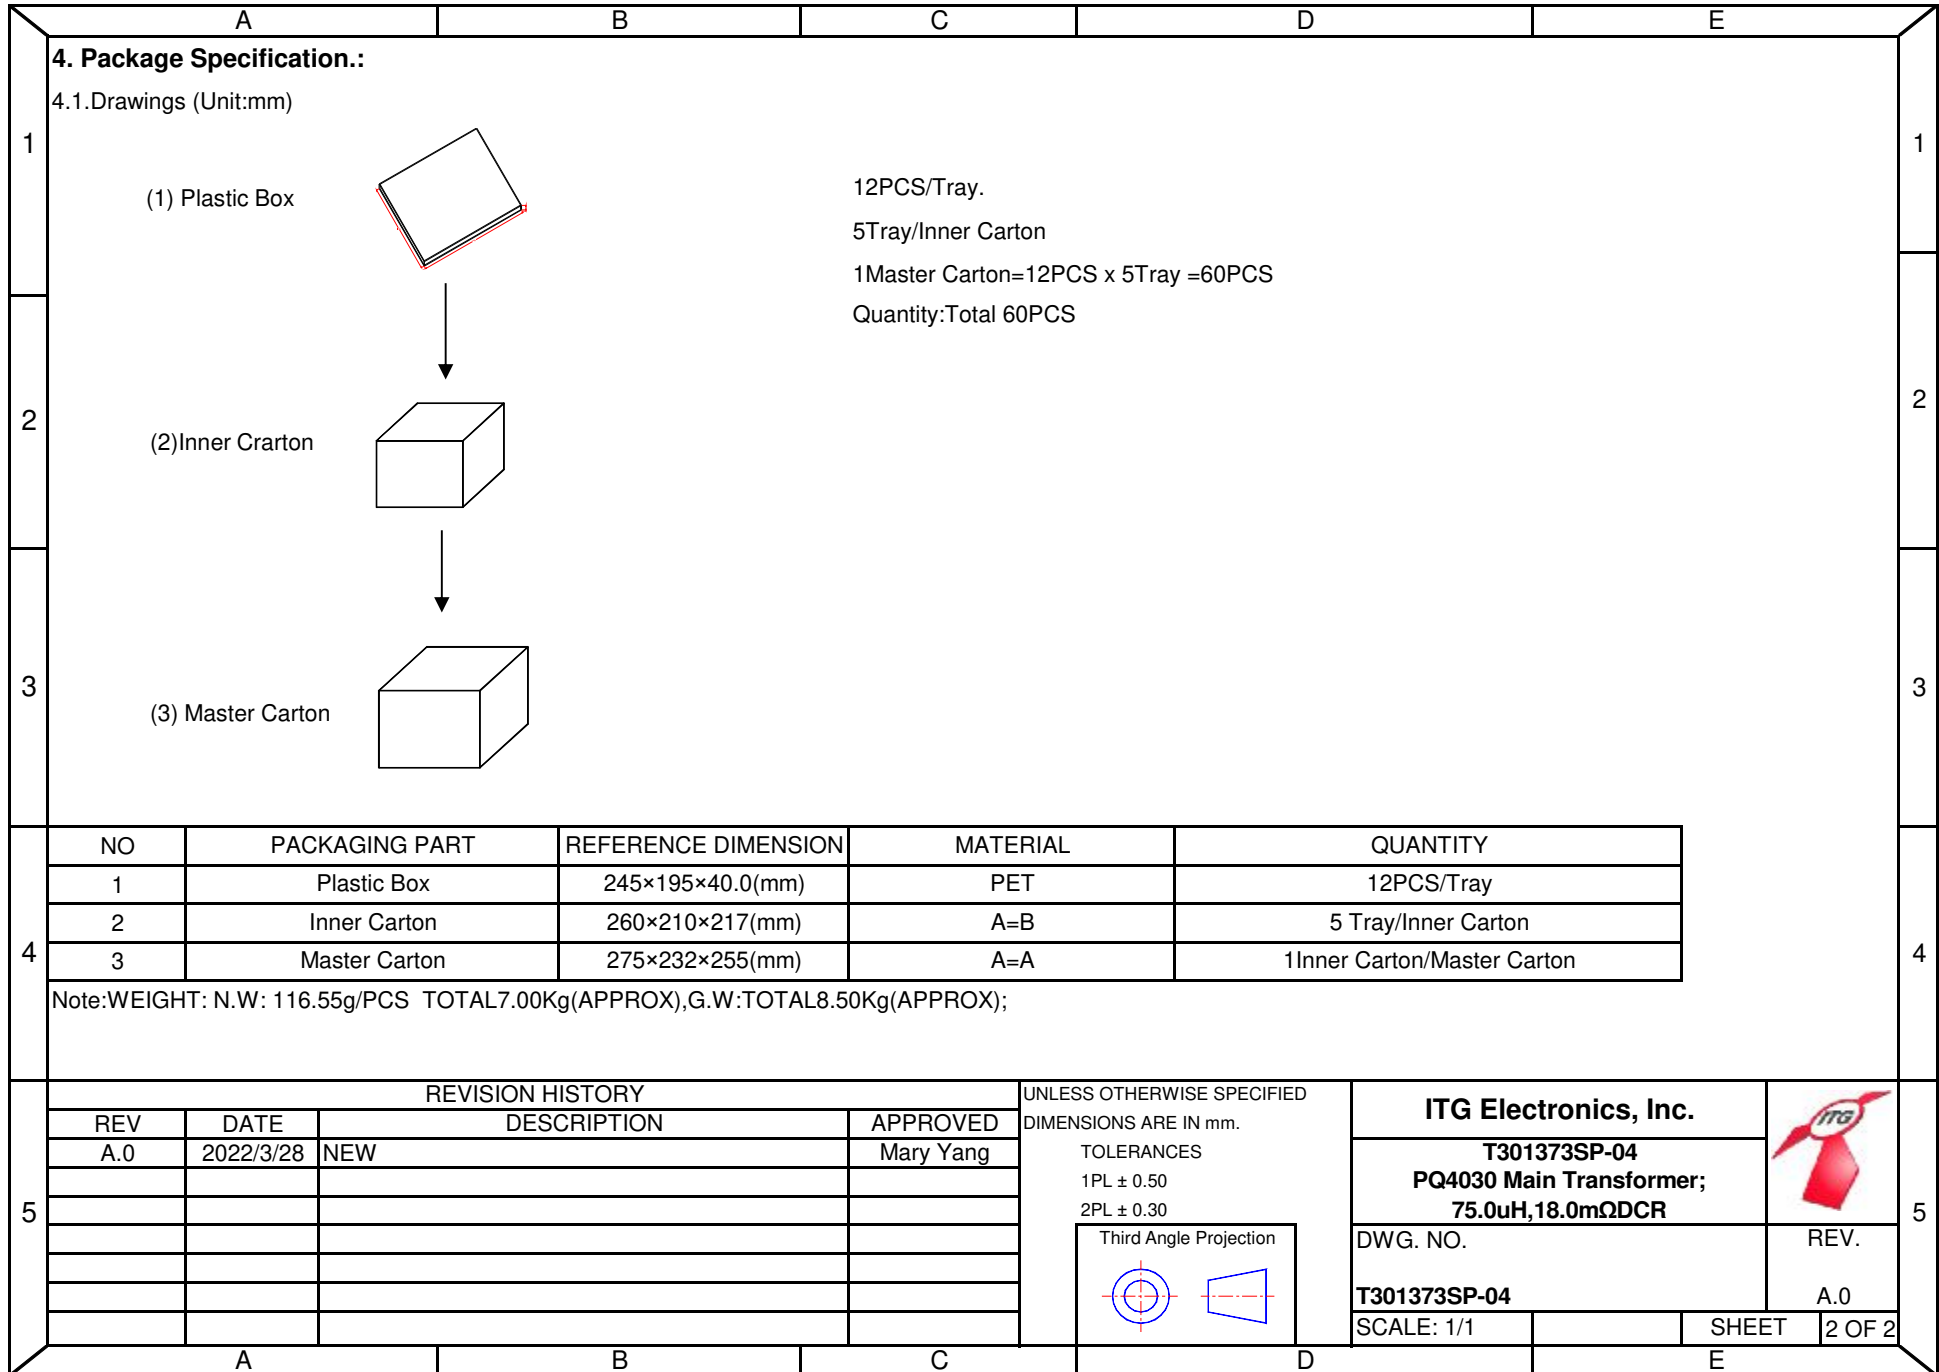 A B C D E
4. Package Specification.:
4.1.Drawings (Unit:mm)
1 1
(1) Plastic Box
12PCS/Tray.
5Tray/Inner Carton
1Master Carton=12PCS x 5Tray =60PCS
Quantity:Total 60PCS
2 2
(2)Inner Crarton
3 3
(3) Master Carton
NO PACKAGING PART REFERENCE DIMENSION MATERIAL QUANTITY
1 Plastic Box 245×195×40.0(mm) PET 12PCS/Tray
2 Inner Carton 260×210×217(mm) A=B 5 Tray/Inner Carton
3 Master Carton 275×232×255(mm) A=A 1Inner Carton/Master Carton
4 4
Note:WEIGHT: N.W: 116.55g/PCS TOTAL7.00Kg(APPROX),G.W:TOTAL8.50Kg(APPROX);
REVISION HISTORY
REV DATE DESCRIPTION APPROVED
A.0 2022/3/28 NEW Mary Yang
5 5
UNLESS OTHERWISE SPECIFIED
DIMENSIONS ARE IN mm.
TOLERANCES
1PL ± 0.50
2PL ± 0.30
Third Angle Projection
ITG Electronics, Inc.
ITG
T301373SP-04
PQ4030 Main Transformer;
75.0uH,18.0mΩDCR
DWG. NO. REV.
T301373SP-04 A.0
SCALE: 1/1 SHEET 2 OF 2
A B C D E